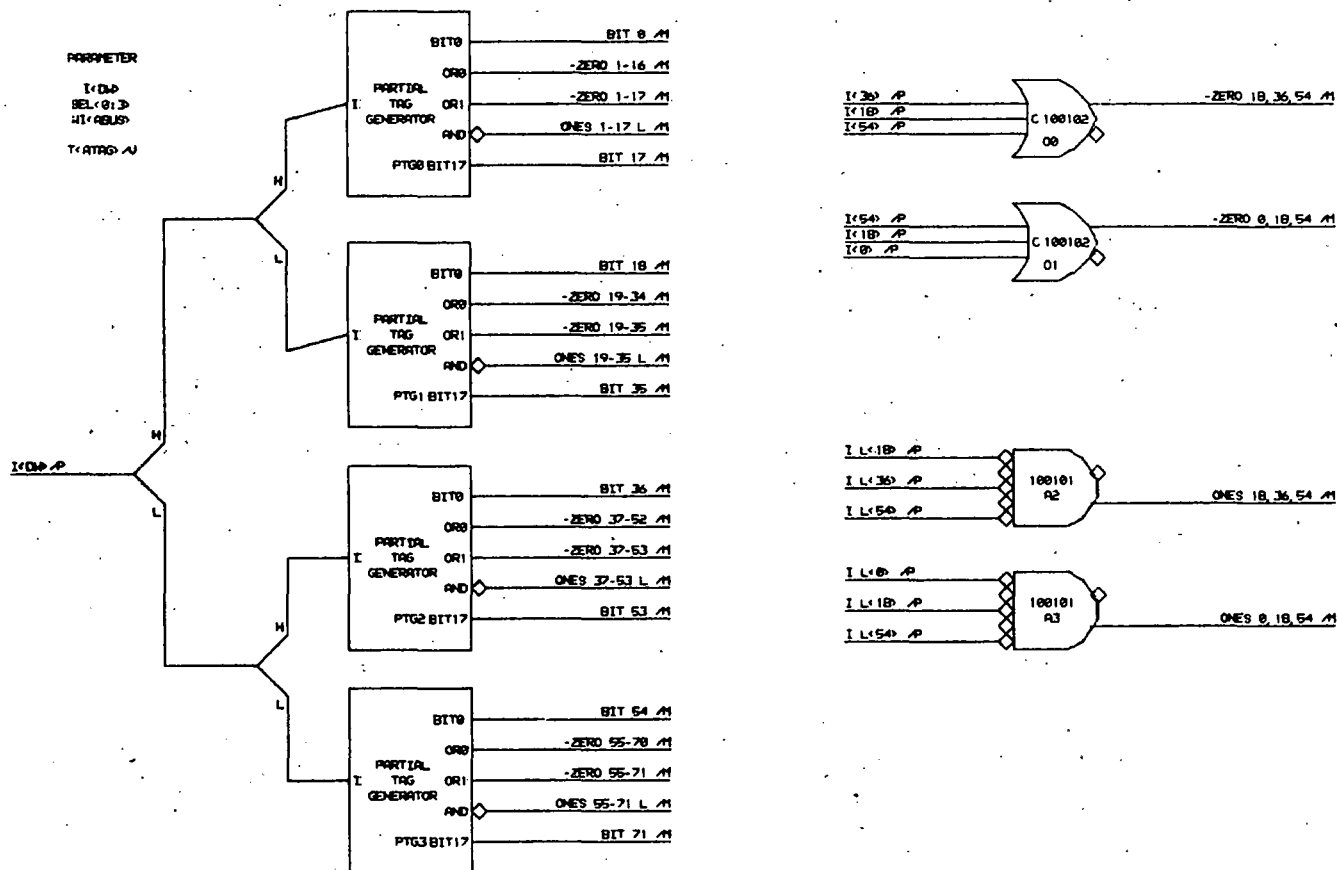 PARAMETER
I<DW>
SEL<0:3>
WI<ABUS>
T<ATAG> /V
I<DW> /P
H
L
H
L
H
L
I
PARTIAL
TAG
GENERATOR
PTG0
BIT0
OR0
OR1
AND
BIT17
BIT 0 /M
-ZERO 1-16 /M
-ZERO 1-17 /M
ONES 1-17 L /M
BIT 17 /M
I
PARTIAL
TAG
GENERATOR
PTG1
BIT0
OR0
OR1
AND
BIT17
BIT 18 /M
-ZERO 19-34 /M
-ZERO 19-35 /M
ONES 19-35 L /M
BIT 35 /M
I
PARTIAL
TAG
GENERATOR
PTG2
BIT0
OR0
OR1
AND
BIT17
BIT 36 /M
-ZERO 37-52 /M
-ZERO 37-53 /M
ONES 37-53 L /M
BIT 53 /M
I
PARTIAL
TAG
GENERATOR
PTG3
BIT0
OR0
OR1
AND
BIT17
BIT 54 /M
-ZERO 55-70 /M
-ZERO 55-71 /M
ONES 55-71 L /M
BIT 71 /M
I<36> /P
I<18> /P
I<54> /P
C 100102
O0
-ZERO 18,36,54 /M
I<54> /P
I<18> /P
I<0> /P
C 100102
O1
-ZERO 0,18,54 /M
I L<18> /P
I L<36> /P
I L<54> /P
100101
A2
ONES 18,36,54 /M
I L<0> /P
I L<18> /P
I L<54> /P
100101
A3
ONES 0,18,54 /M